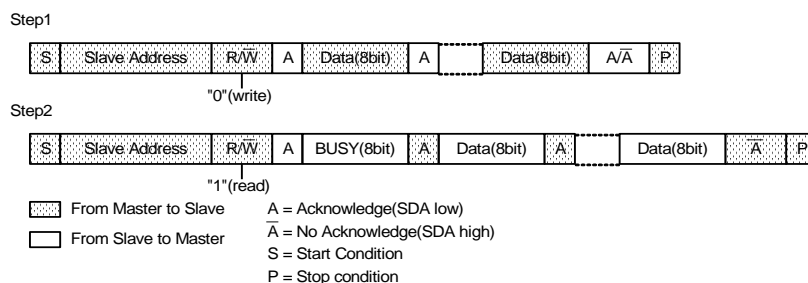 Step1
S Slave Address R/W̅ A Data(8bit) A Data(8bit) A/A̅ P
"0"(write)
Step2
S Slave Address R/W̅ A BUSY(8bit) A Data(8bit) A Data(8bit) A̅ P
"1"(read)
From Master to Slave
From Slave to Master
A = Acknowledge(SDA low)
A̅ = No Acknowledge(SDA high)
S = Start Condition
P = Stop condition